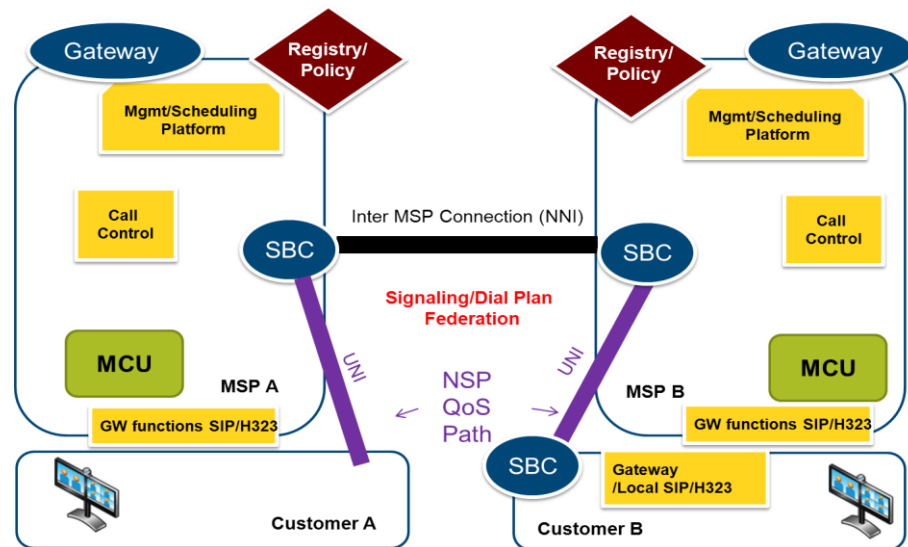 Gateway
Registry/
Policy
Mgmt/Scheduling
Platform
Call
Control
SBC
MCU
MSP A
GW functions SIP/H323
UNI
Customer A
Inter MSP Connection (NNI)
Signaling/Dial Plan
Federation
NSP
QoS
Path
Registry/
Policy
Gateway
Mgmt/Scheduling
Platform
Call
Control
SBC
UNI
MCU
MSP B
GW functions SIP/H323
SBC
Gateway
/Local SIP/H323
Customer B